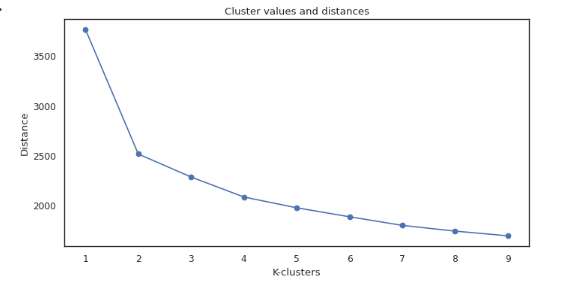 Cluster values and distances
3500
3000
2500
2000
Distance
1 2 3 4 5 6 7 8 9
K-clusters